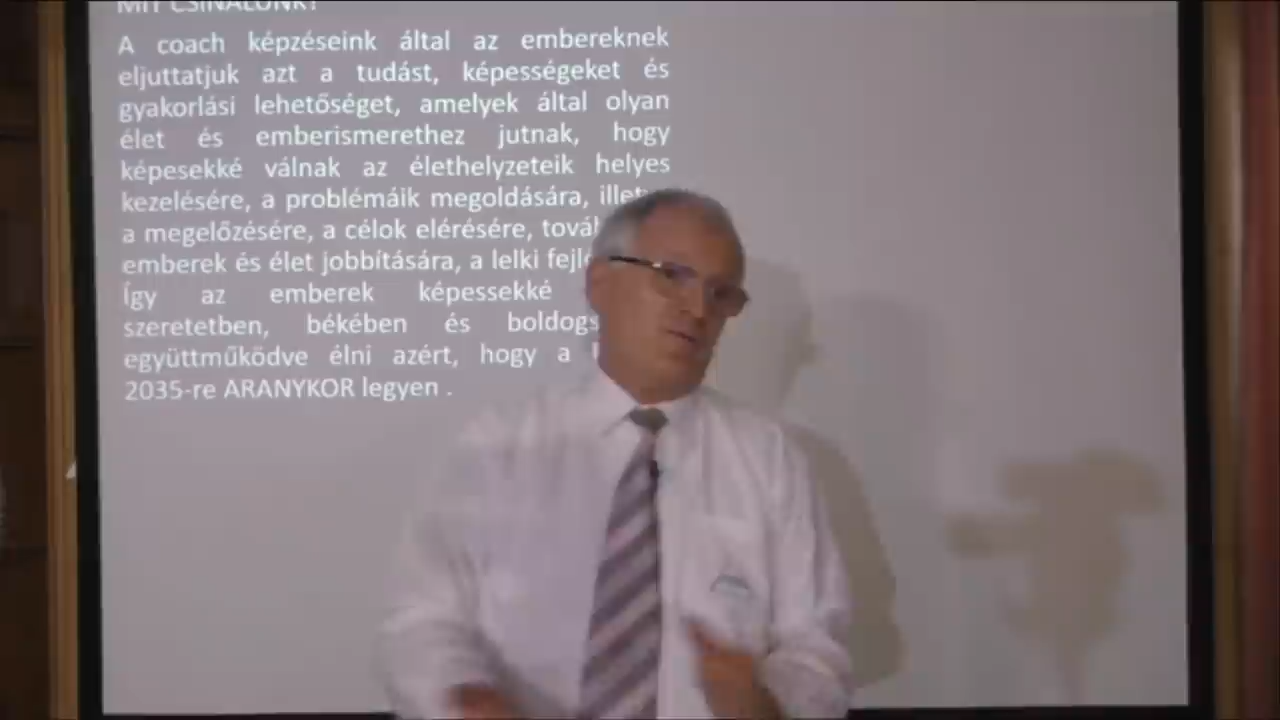 MIT CSINÁLUNK?
A coach képzéseink által az embereknek
eljuttatjuk azt a tudást, képességeket és
gyakorlási lehetőséget, amelyek által olyan
élet és emberismerethez jutnak, hogy
képesekké válnak az élethelyzeteik helyes
kezelésére, a problémáik megoldására,
a megelőzésére, a célok elérésére,
emberek és élet jobbítására, a lelki
Így az emberek képessekké
szeretetben, békében és
együttműködve élni azért, hogy a
2035-re ARANYKOR legyen .